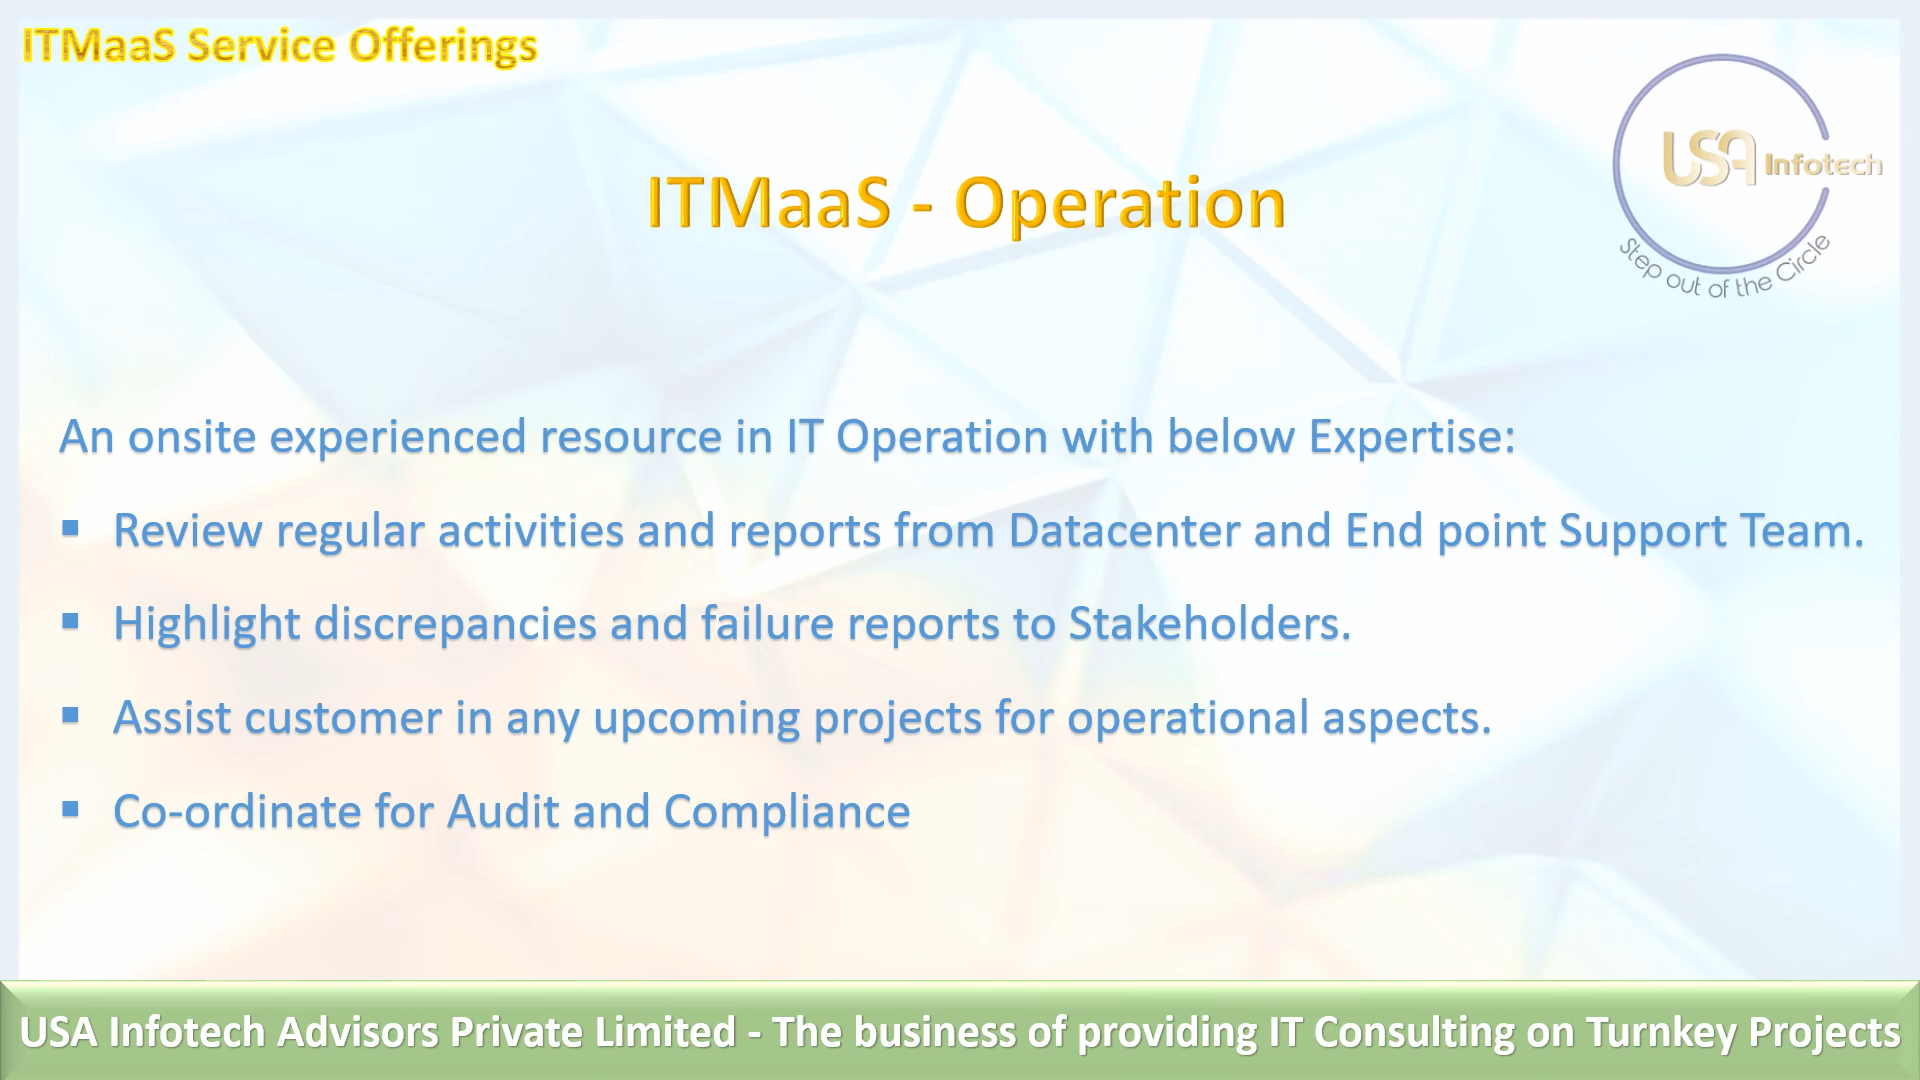 ITMaaS Service Offerings
USA Infotech
Step out of the Circle
ITMaaS - Operation
An onsite experienced resource in IT Operation with below Expertise:
▪ Review regular activities and reports from Datacenter and End point Support Team.
▪ Highlight discrepancies and failure reports to Stakeholders.
▪ Assist customer in any upcoming projects for operational aspects.
▪ Co-ordinate for Audit and Compliance
USA Infotech Advisors Private Limited - The business of providing IT Consulting on Turnkey Projects